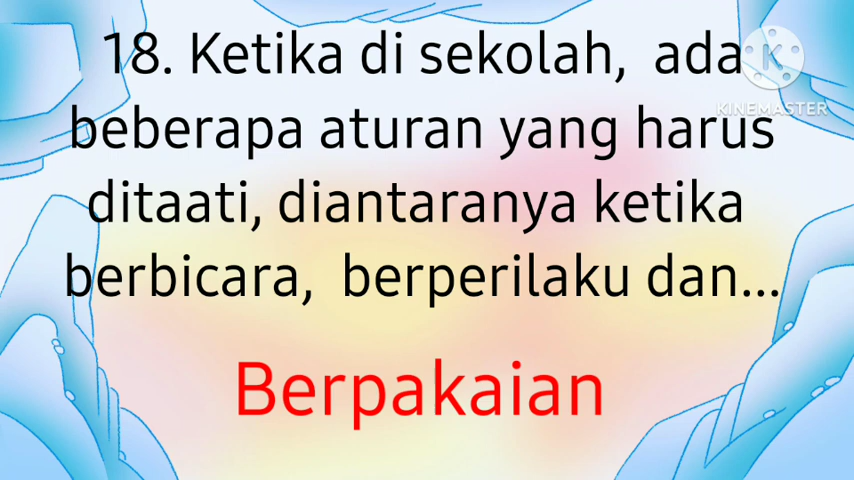 18. Ketika di sekolah, ada
beberapa aturan yang harus
ditaati, diantaranya ketika
berbicara, berperilaku dan...
Berpakaian
K
KINEMASTER